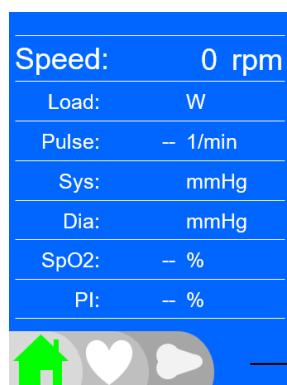 Speed: 0 rpm
Load: W
Pulse: -- 1/min
Sys: mmHg
Dia: mmHg
SpO2: -- %
PI: -- %